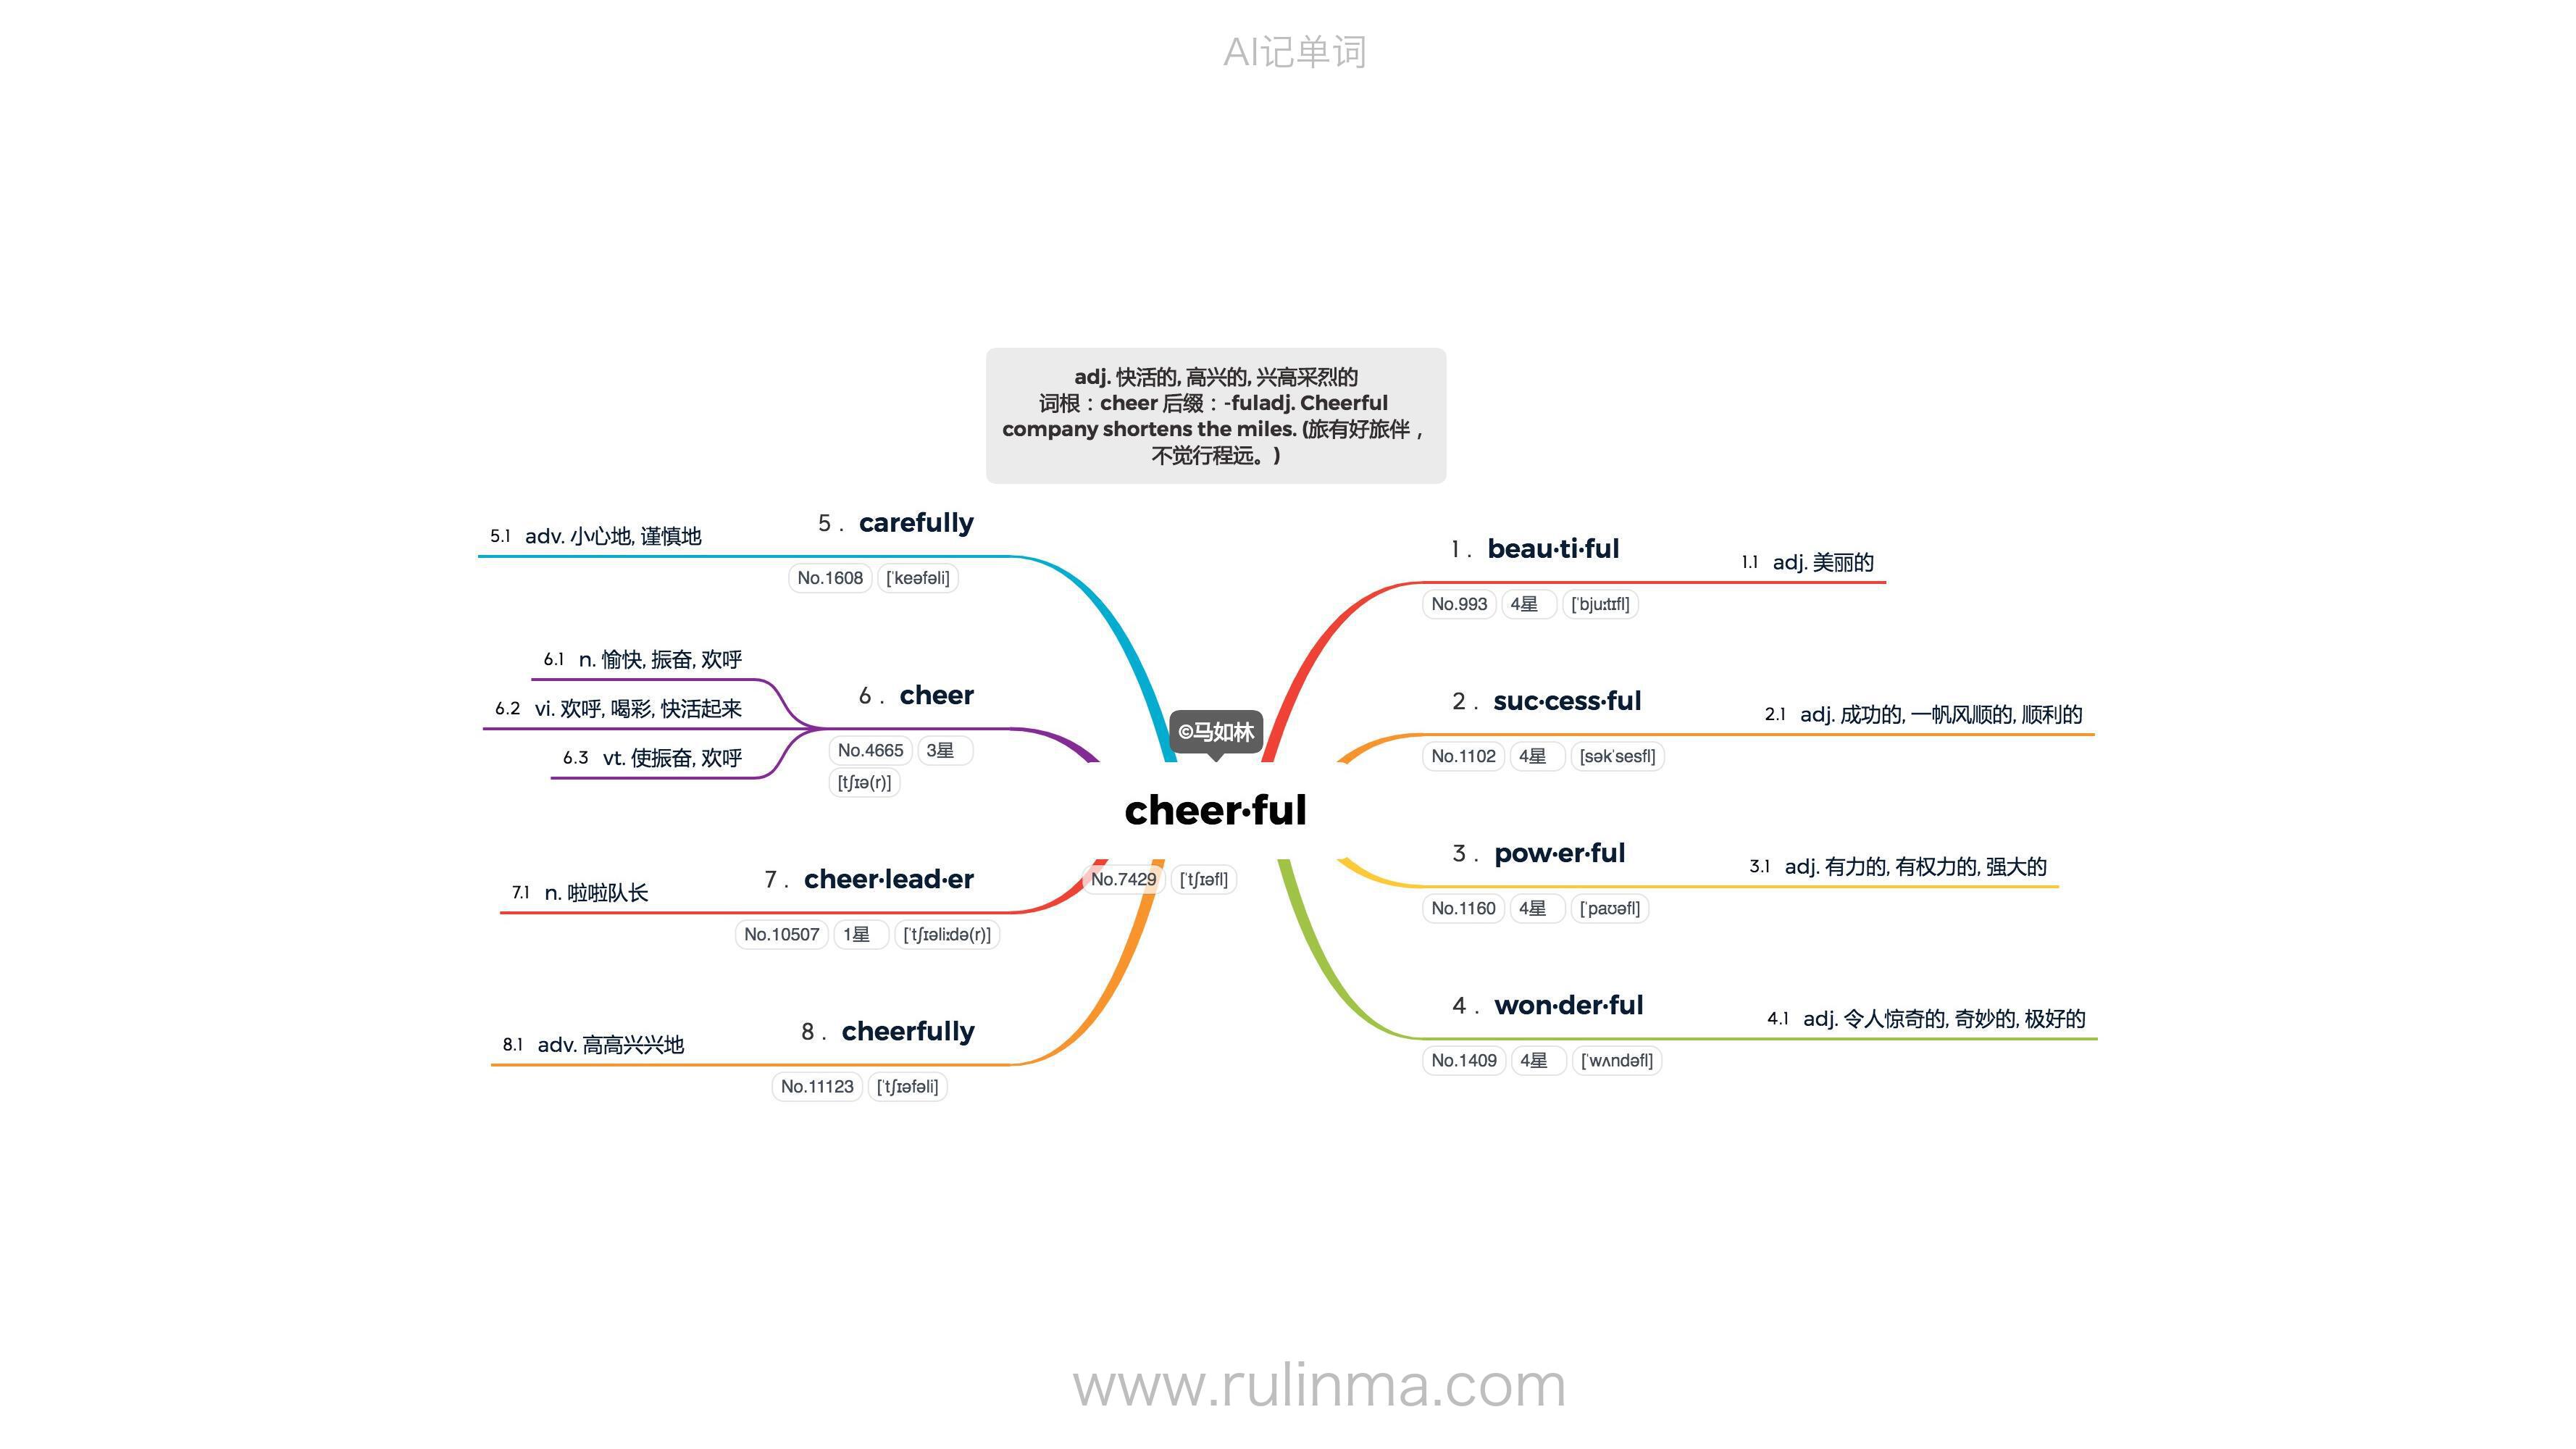 AI记单词
adj. 快活的, 高兴的, 兴高采烈的
词根：cheer 后缀：-fuladj. Cheerful
company shortens the miles. (旅有好旅伴，
不觉行程远。)
©马如林
cheer·ful
No.7429 [ˈtʃɪəfl]
1. beau·ti·ful
No.993 4星 [ˈbjuːtɪfl]
1.1 adj. 美丽的
2. suc·cess·ful
No.1102 4星 [səkˈsesfl]
2.1 adj. 成功的, 一帆风顺的, 顺利的
3. pow·er·ful
No.1160 4星 [ˈpaʊəfl]
3.1 adj. 有力的, 有权力的, 强大的
4. won·der·ful
No.1409 4星 [ˈwʌndəfl]
4.1 adj. 令人惊奇的, 奇妙的, 极好的
5. carefully
No.1608 [ˈkeəfəli]
5.1 adv. 小心地, 谨慎地
6. cheer
No.4665 3星
[tʃɪə(r)]
6.1 n. 愉快, 振奋, 欢呼
6.2 vi. 欢呼, 喝彩, 快活起来
6.3 vt. 使振奋, 欢呼
7. cheer·lead·er
No.10507 1星 [ˈtʃɪəliːdə(r)]
7.1 n. 啦啦队长
8. cheerfully
No.11123 [ˈtʃɪəfəli]
8.1 adv. 高高兴兴地
www.rulinma.com